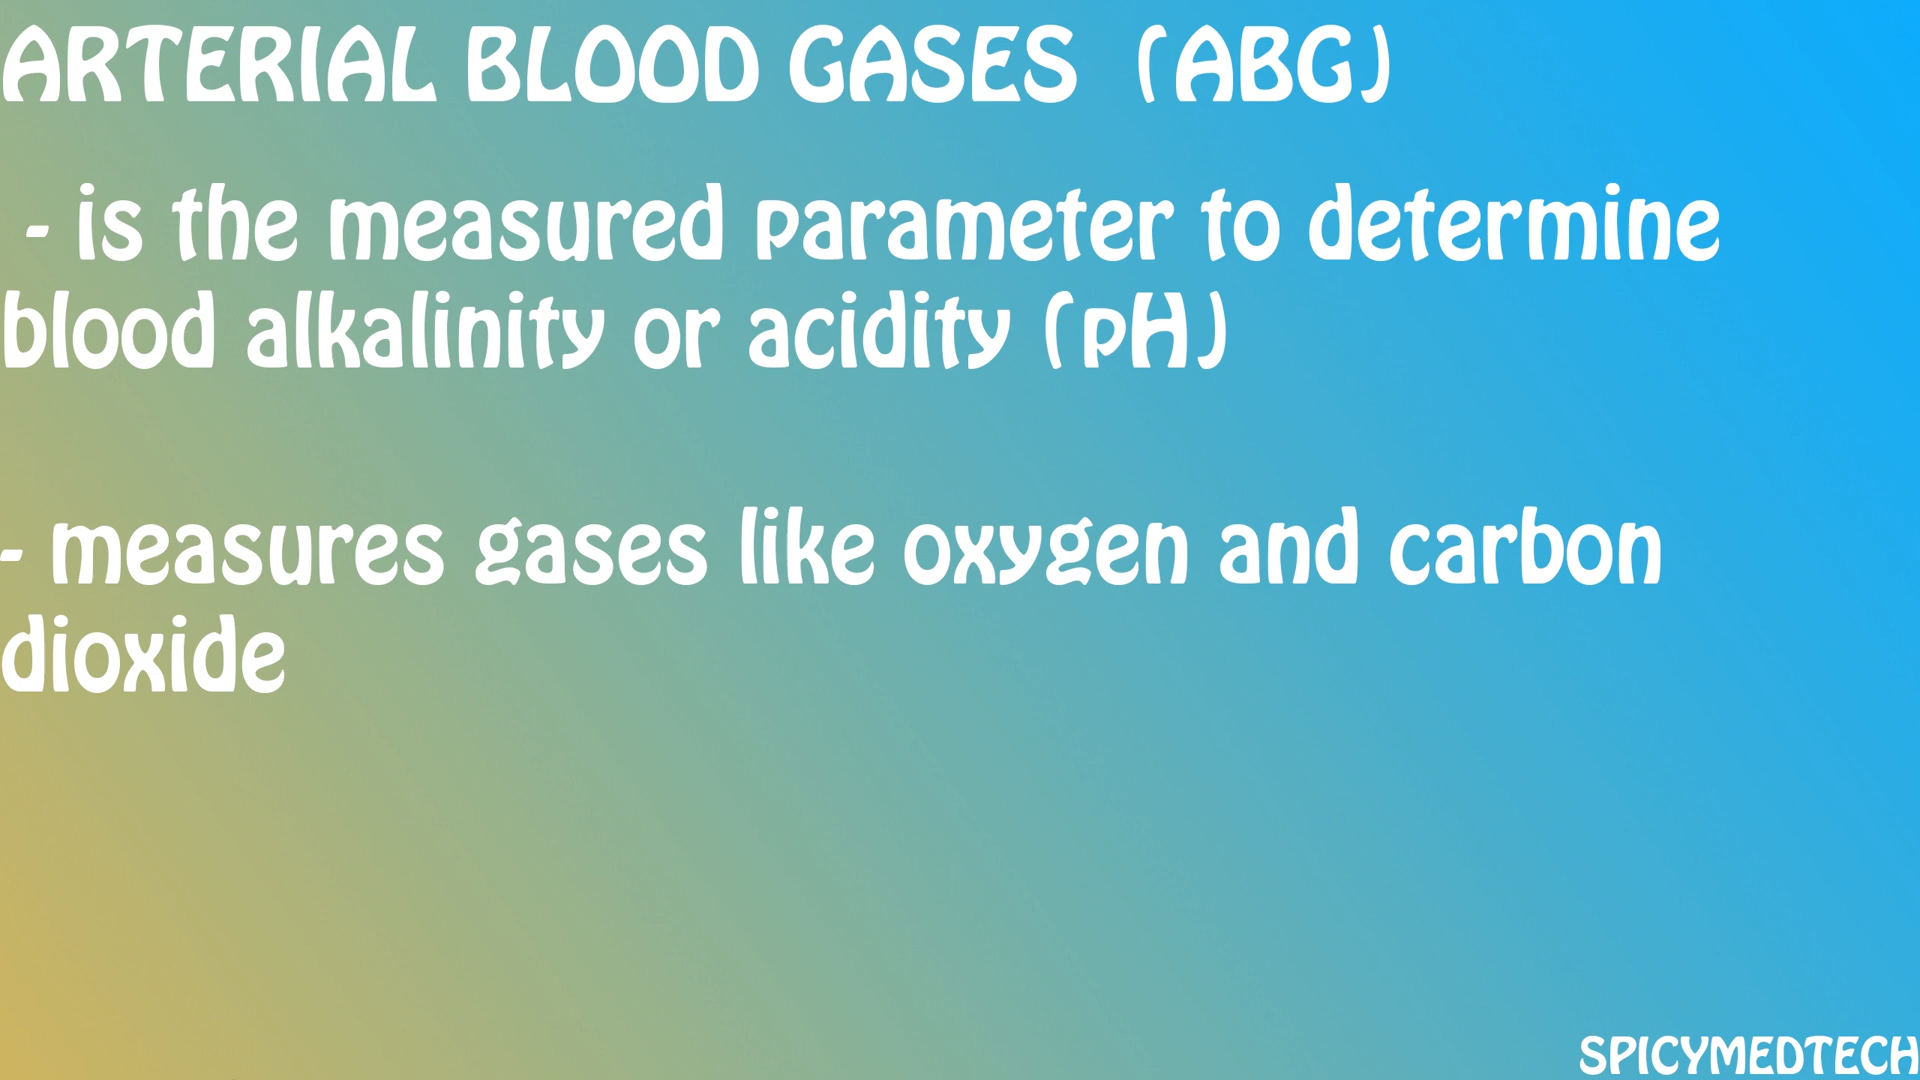 ARTERIAL BLOOD GASES (ABG)
- is the measured parameter to determine
blood alkalinity or acidity (pH)
- measures gases like oxygen and carbon
dioxide
SPICYMEDTECH